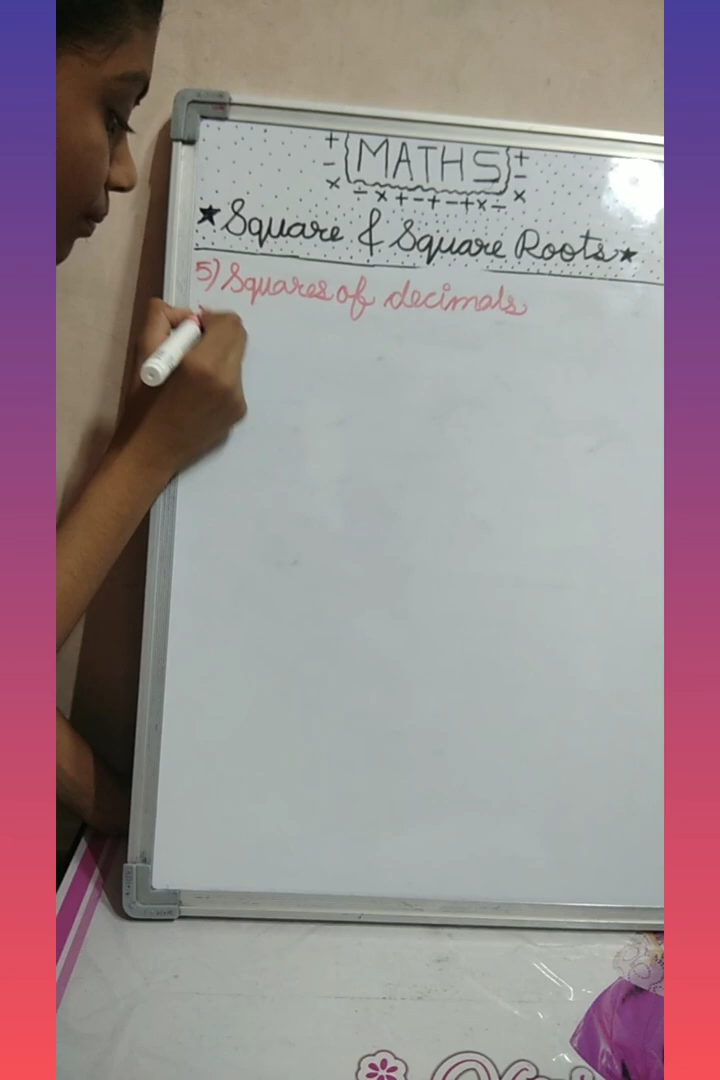 MATHS
+ - × ÷ × + - + - + × ÷ × - +
★ Square & Square Roots ★
5) Squares of decimals